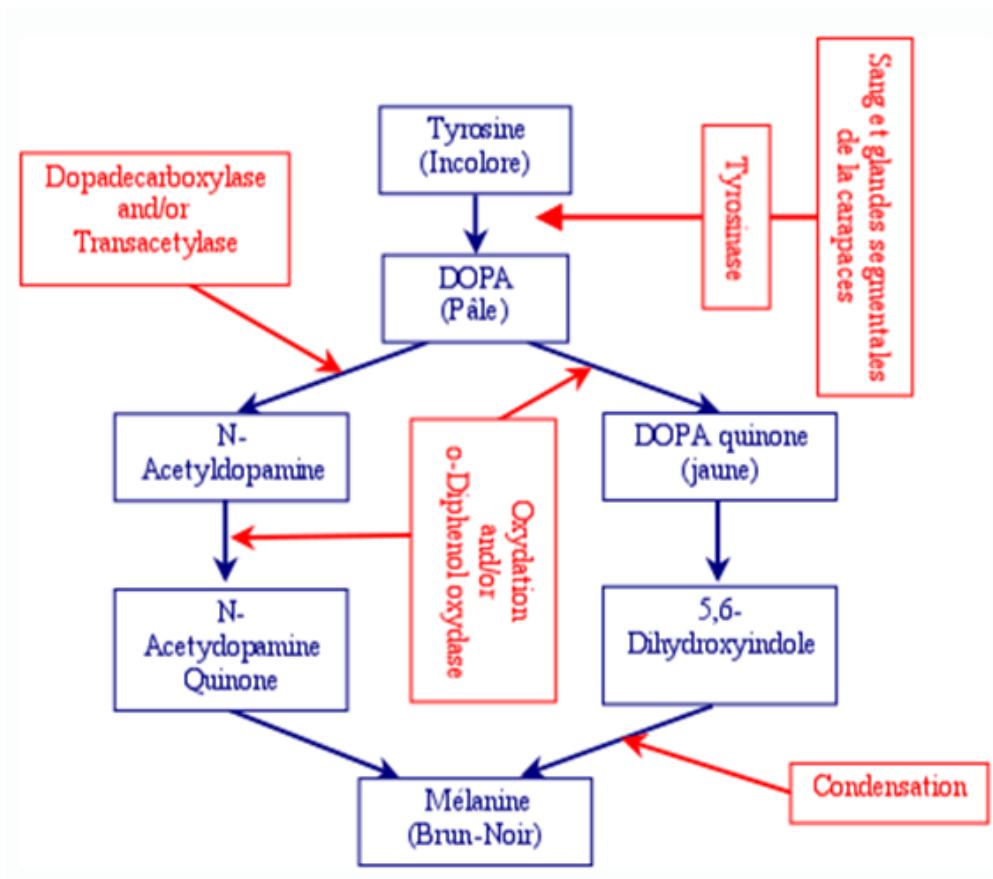 Tyrosine
(Incolore)
Sang et glandes segmentales
de la carapaces
Tyrosinase
Dopadecarboxylase
and/or
Transacetylase
DOPA
(Pâle)
N-
Acetyldopamine
Oxydation
and/or
o-Diphenol oxydase
DOPA quinone
(jaune)
N-
Acetydopamine
Quinone
5,6-
Dihydroxyindole
Condensation
Mélanine
(Brun-Noir)